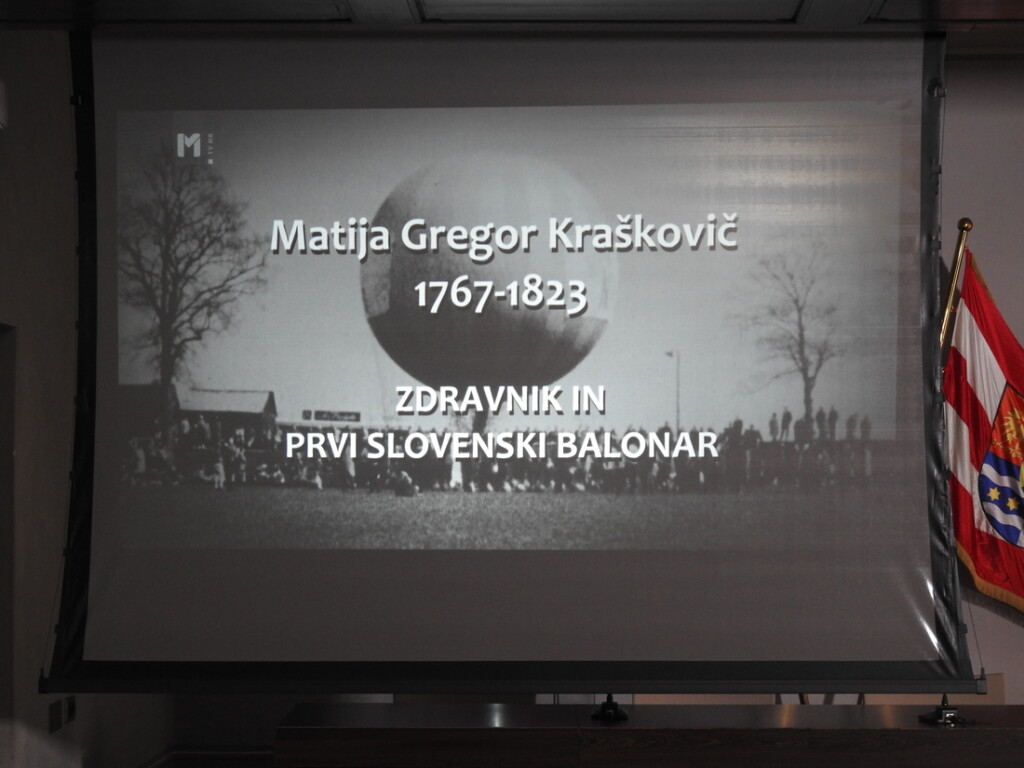 M
Matija Gregor Kraškovič
1767-1823
ZDRAVNIK IN
PRVI SLOVENSKI BALONAR